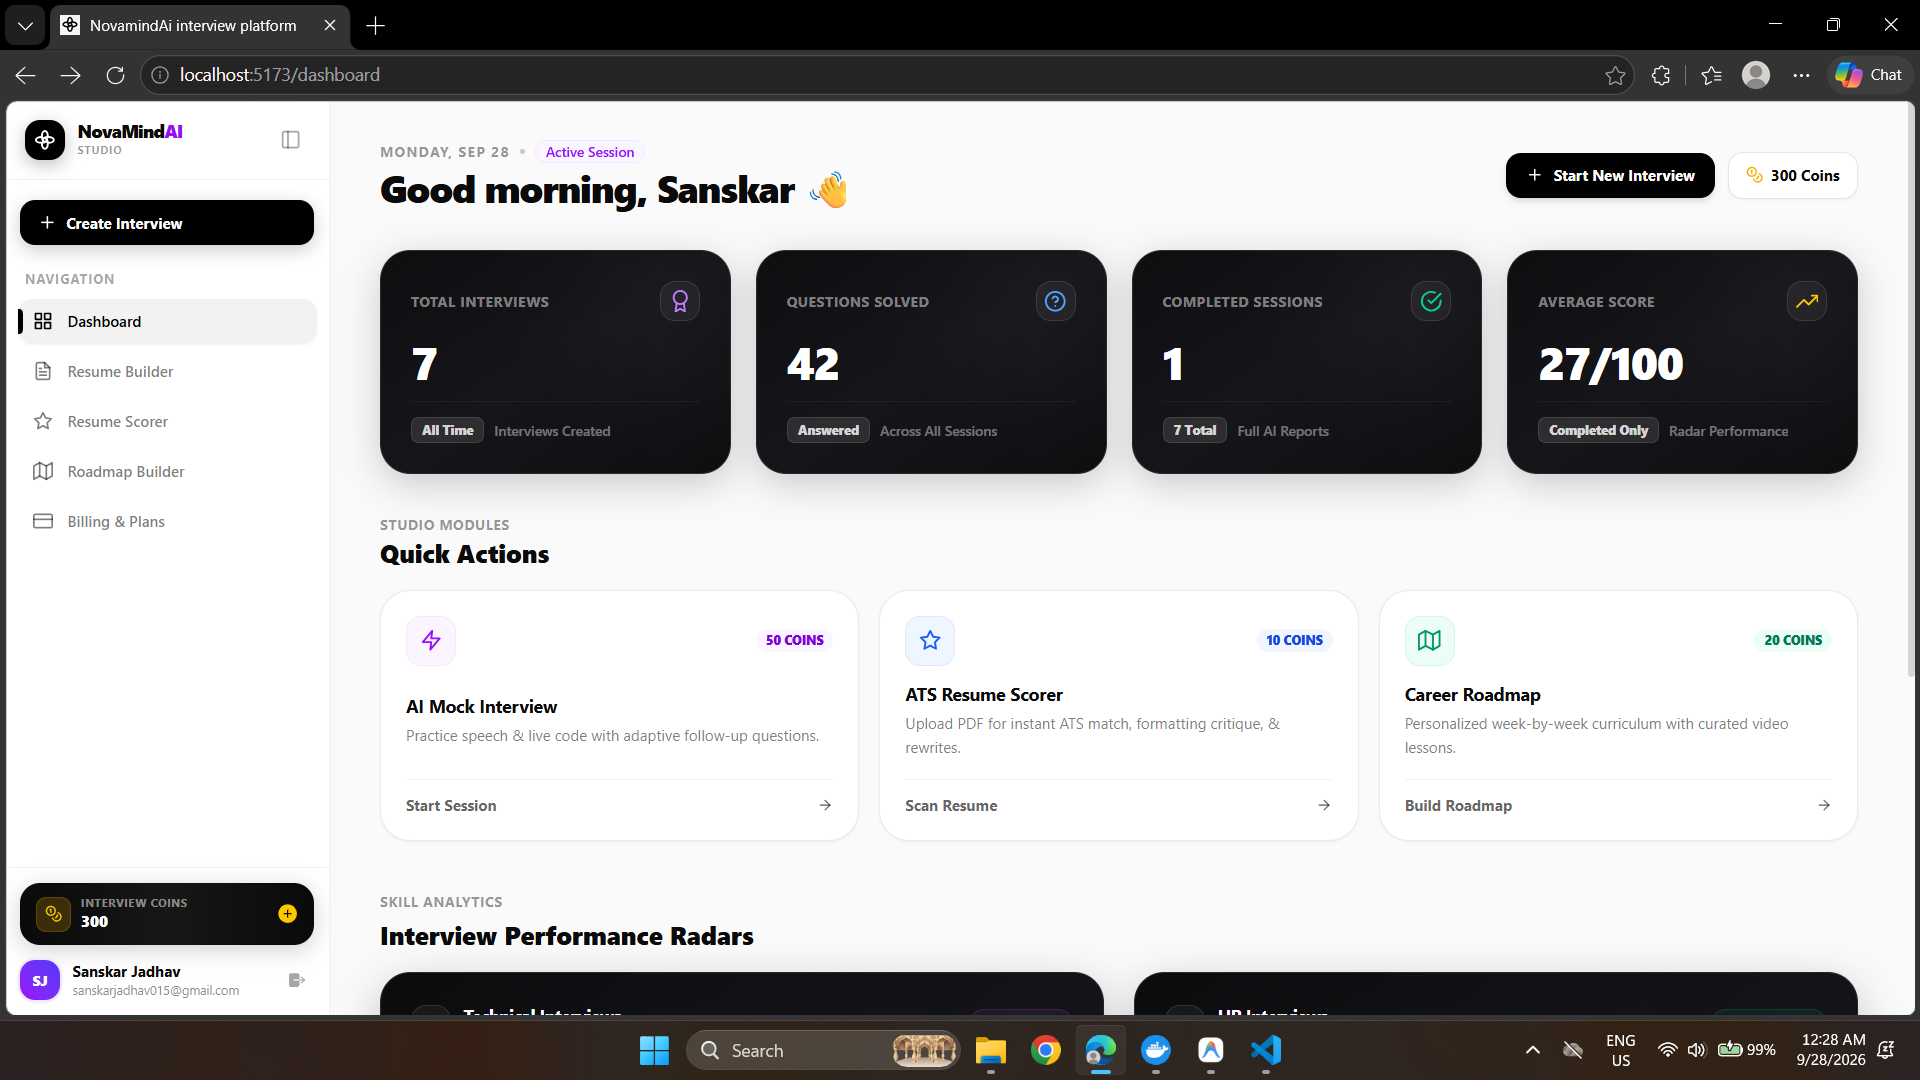 NovamindAi interview platform
localhost:5173/dashboard
Chat
NovaMindAI
STUDIO
Create Interview
NAVIGATION
Dashboard
Resume Builder
Resume Scorer
Roadmap Builder
Billing & Plans
INTERVIEW COINS
300
SJ
Sanskar Jadhav
sanskarjadhav015@gmail.com
MONDAY, SEP 28 • Active Session
Good morning, Sanskar 👋
Start New Interview
300 Coins
TOTAL INTERVIEWS
7
All Time Interviews Created
QUESTIONS SOLVED
42
Answered Across All Sessions
COMPLETED SESSIONS
1
7 Total Full AI Reports
AVERAGE SCORE
27/100
Completed Only Radar Performance
STUDIO MODULES
Quick Actions
50 COINS
AI Mock Interview
Practice speech & live code with adaptive follow-up questions.
Start Session
10 COINS
ATS Resume Scorer
Upload PDF for instant ATS match, formatting critique, &
rewrites.
Scan Resume
20 COINS
Career Roadmap
Personalized week-by-week curriculum with curated video
lessons.
Build Roadmap
SKILL ANALYTICS
Interview Performance Radars
Technical Interviews
HR Interviews
Search
ENG
US
99%
12:28 AM
9/28/2026